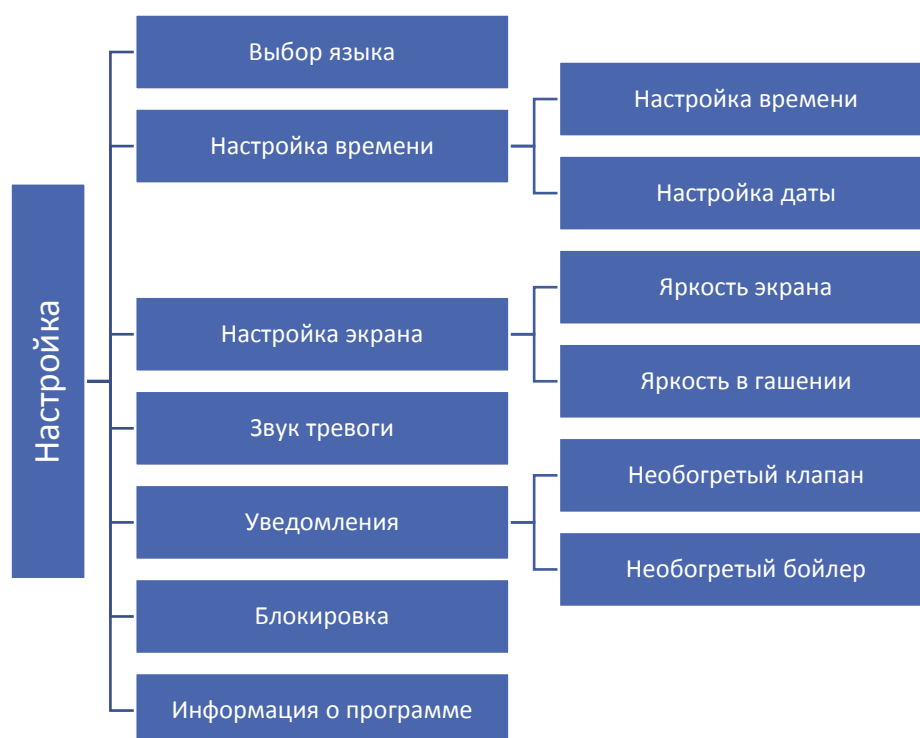 Настройка
Выбор языка
Настройка времени
Настройка времени
Настройка даты
Настройка экрана
Яркость экрана
Яркость в гашении
Звук тревоги
Уведомления
Необогретый клапан
Необогретый бойлер
Блокировка
Информация о программе